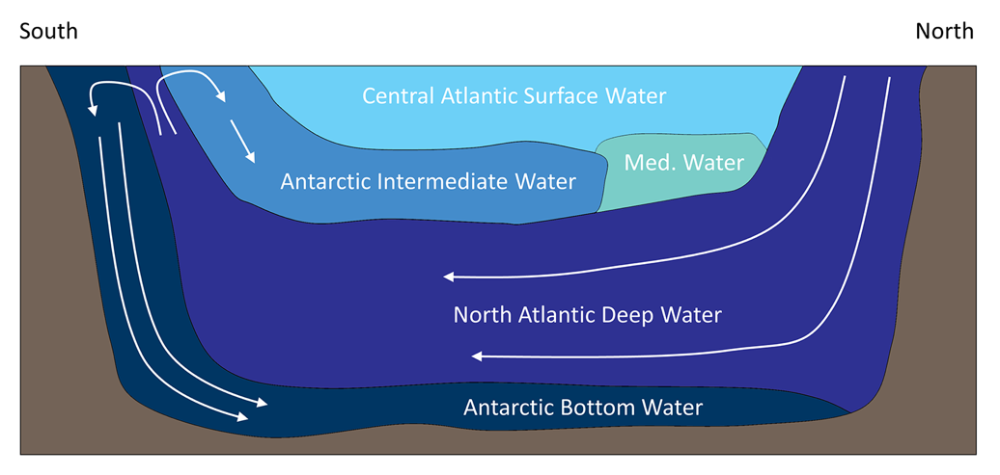 South
North
Central Atlantic Surface Water
Med. Water
Antarctic Intermediate Water
North Atlantic Deep Water
Antarctic Bottom Water